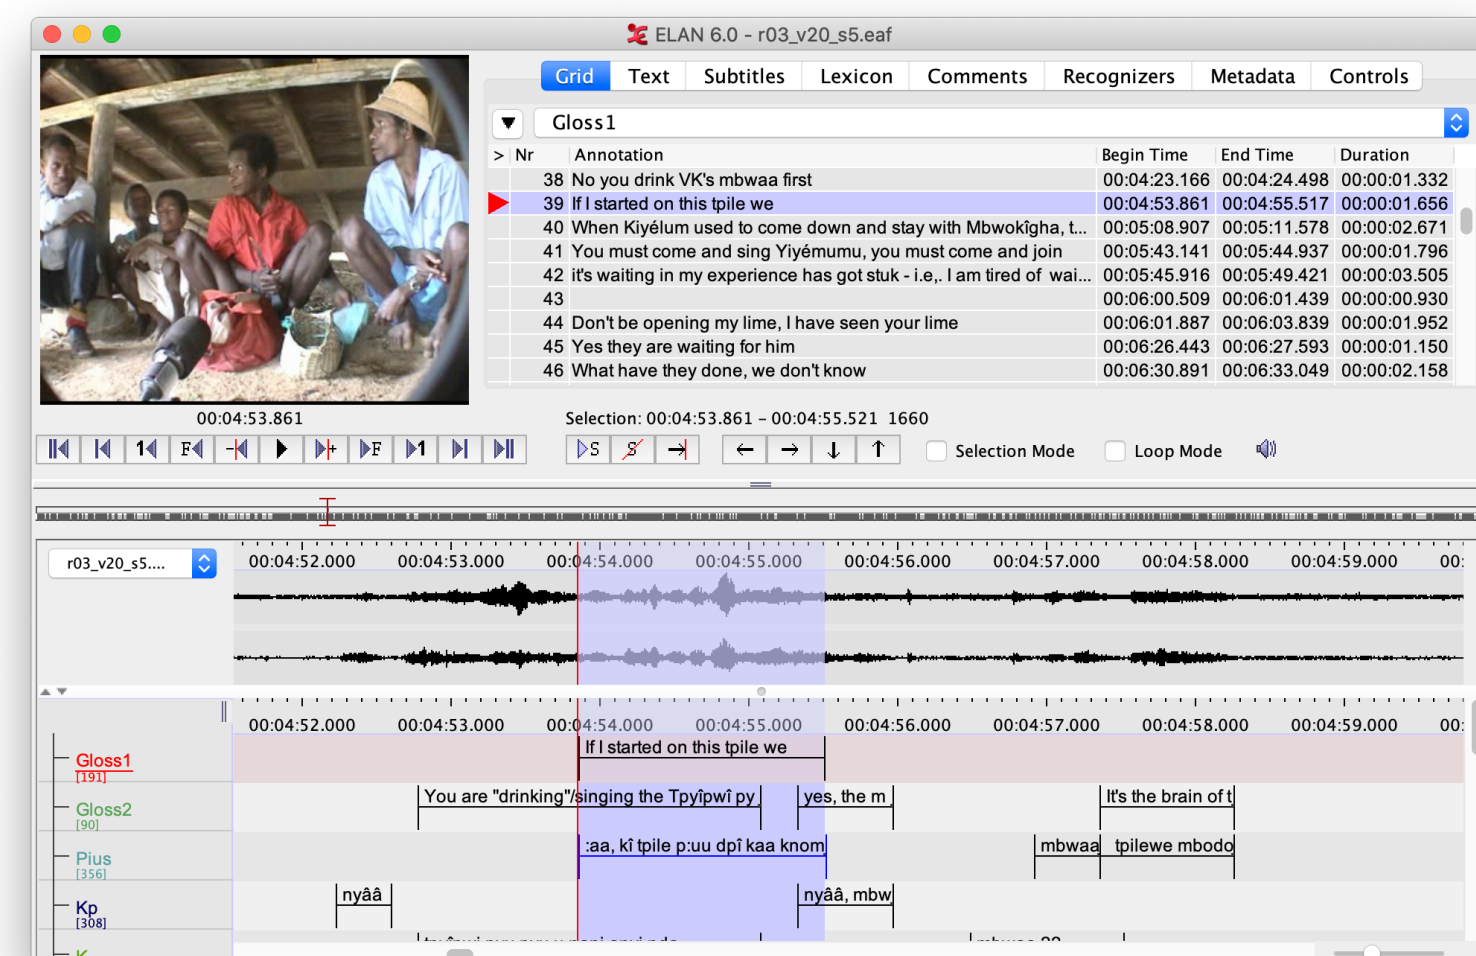 ELAN 6.0 - r03_v20_s5.eaf
Grid Text Subtitles Lexicon Comments Recognizers Metadata Controls
▼ Gloss1
> Nr Annotation Begin Time End Time Duration
38 No you drink VK's mbwaa first 00:04:23.166 00:04:24.498 00:00:01.332
39 If I started on this tpile we 00:04:53.861 00:04:55.517 00:00:01.656
40 When Kiyélum used to come down and stay with Mbwokîgha, t... 00:05:08.907 00:05:11.578 00:00:02.671
41 You must come and sing Yiyémumu, you must come and join 00:05:43.141 00:05:44.937 00:00:01.796
42 it's waiting in my experience has got stuk - i.e,. I am tired of wai... 00:05:45.916 00:05:49.421 00:00:03.505
43 00:06:00.509 00:06:01.439 00:00:00.930
44 Don't be opening my lime, I have seen your lime 00:06:01.887 00:06:03.839 00:00:01.952
45 Yes they are waiting for him 00:06:26.443 00:06:27.593 00:00:01.150
46 What have they done, we don't know 00:06:30.891 00:06:33.049 00:00:02.158
00:04:53.861 Selection: 00:04:53.861 - 00:04:55.521 1660
1 F F 1 S S Selection Mode Loop Mode
r03_v20_s5.... 00:04:52.000 00:04:53.000 00:04:54.000 00:04:55.000 00:04:56.000 00:04:57.000 00:04:58.000 00:04:59.000 00:
00:04:52.000 00:04:53.000 00:04:54.000 00:04:55.000 00:04:56.000 00:04:57.000 00:04:58.000 00:04:59.000 00:
Gloss1 If I started on this tpile we
[191]
Gloss2 You are "drinking"/singing the Tpyîpwî py yes, the m It's the brain of t
[90]
Pius :aa, kî tpile p:uu dpî kaa knom mbwaa tpilewe mbodo
[356]
Kp nyââ nyââ, mbw
[308]